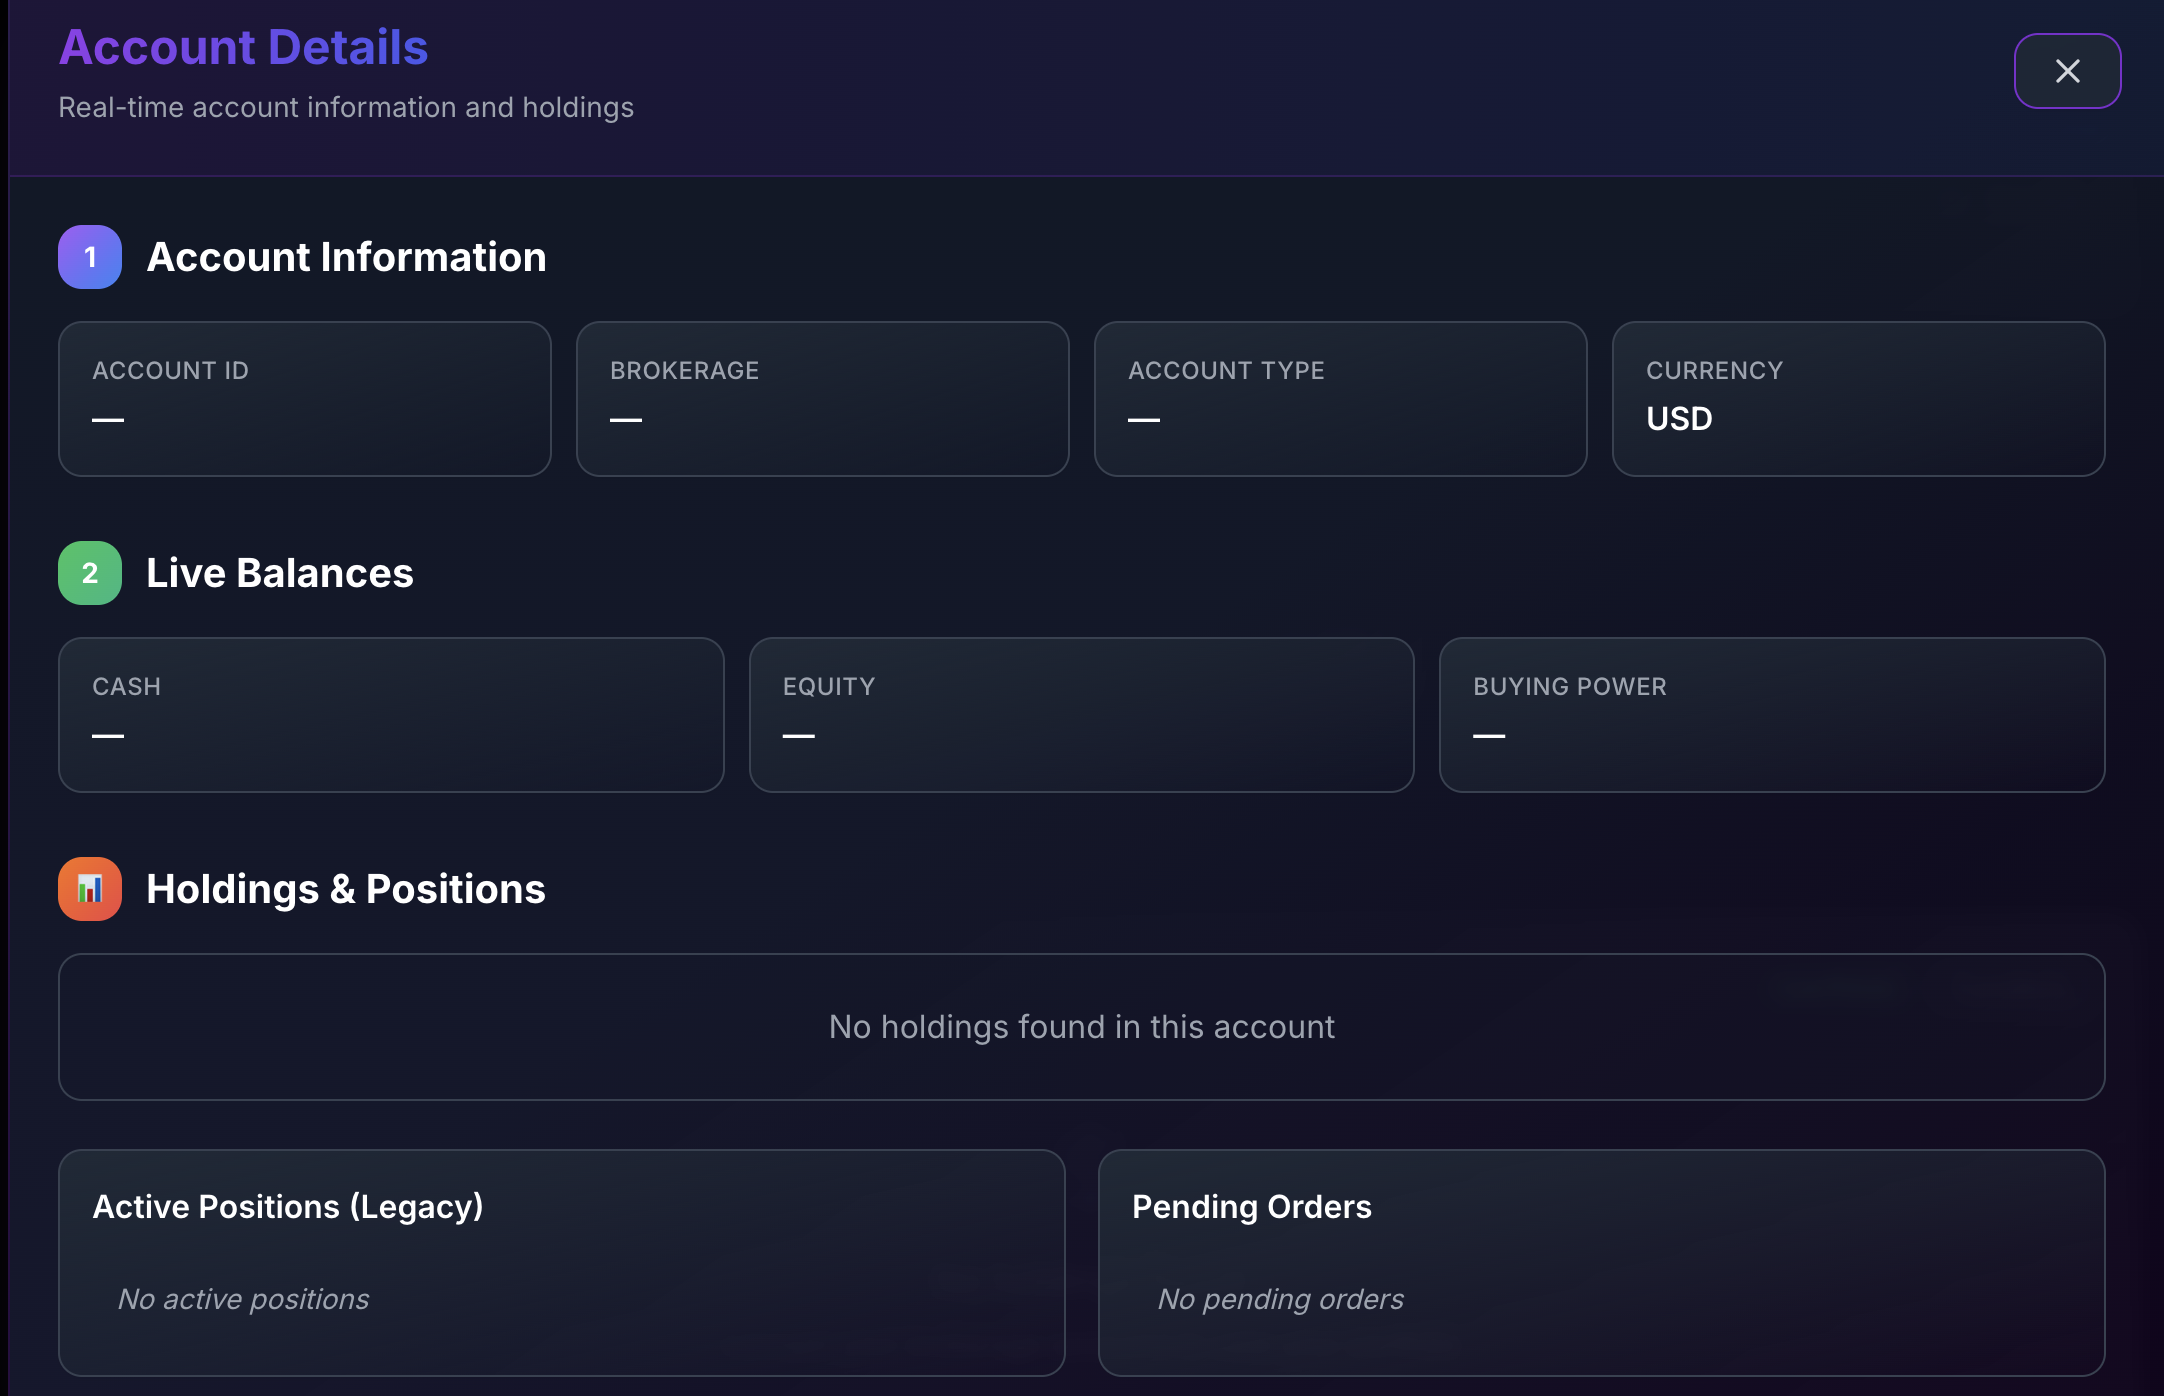 Account Details
Real-time account information and holdings
1 Account Information
ACCOUNT ID
—
BROKERAGE
—
ACCOUNT TYPE
—
CURRENCY
USD
2 Live Balances
CASH
—
EQUITY
—
BUYING POWER
—
Holdings & Positions
No holdings found in this account
Active Positions (Legacy)
No active positions
Pending Orders
No pending orders